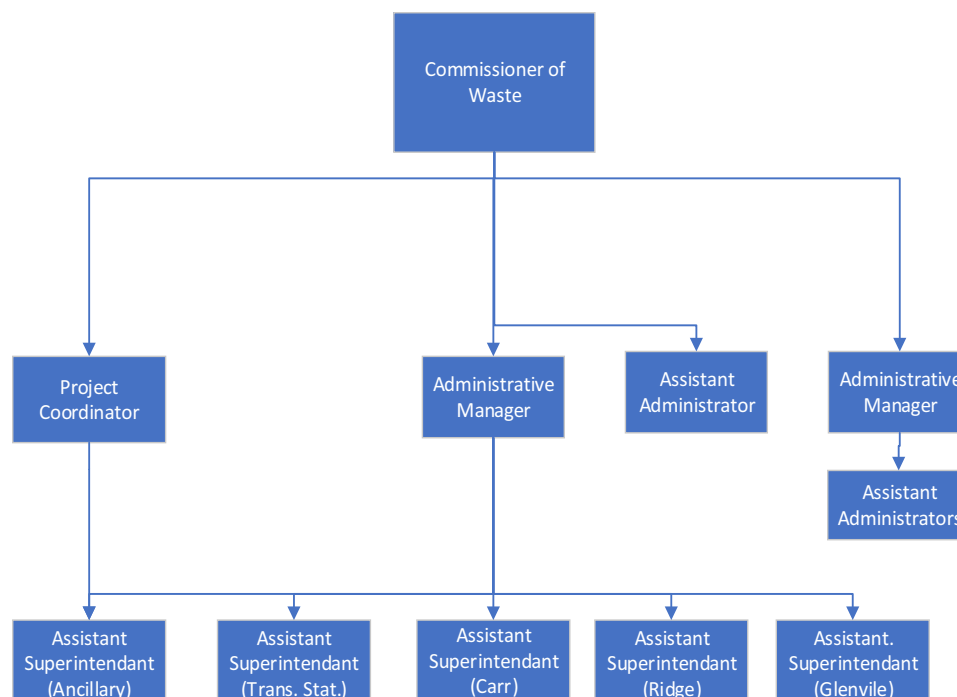 Commissioner of
Waste
Project
Coordinator
Administrative
Manager
Assistant
Administrator
Administrative
Manager
Assistant
Administrators
Assistant
Superintendant
(Ancillary)
Assistant
Superintendant
(Trans. Stat.)
Assistant
Superintendant
(Carr)
Assistant
Superintendant
(Ridge)
Assistant.
Superintendant
(Glenvile)